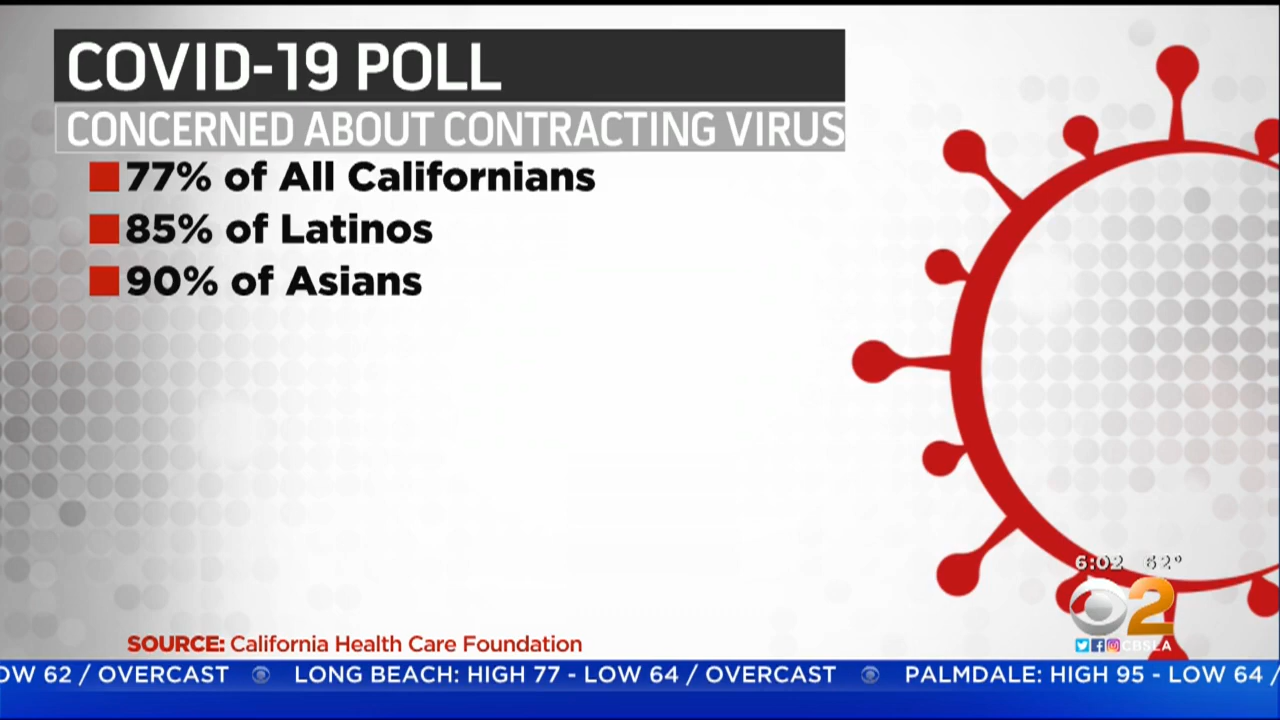 COVID-19 POLL
CONCERNED ABOUT CONTRACTING VIRUS
77% of All Californians
85% of Latinos
90% of Asians
6:02 62°
2
CBSLA
SOURCE: California Health Care Foundation
OW 62 / OVERCAST LONG BEACH: HIGH 77 - LOW 64 / OVERCAST PALMDALE: HIGH 95 - LOW 64 /